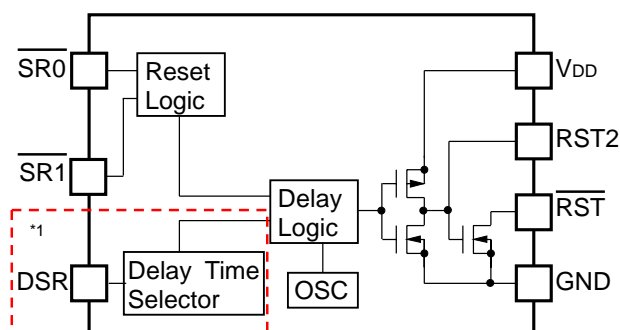 SR0
Reset
Logic
VDD
RST2
SR1
Delay
Logic
RST
*1
DSR
Delay Time
Selector
OSC
GND